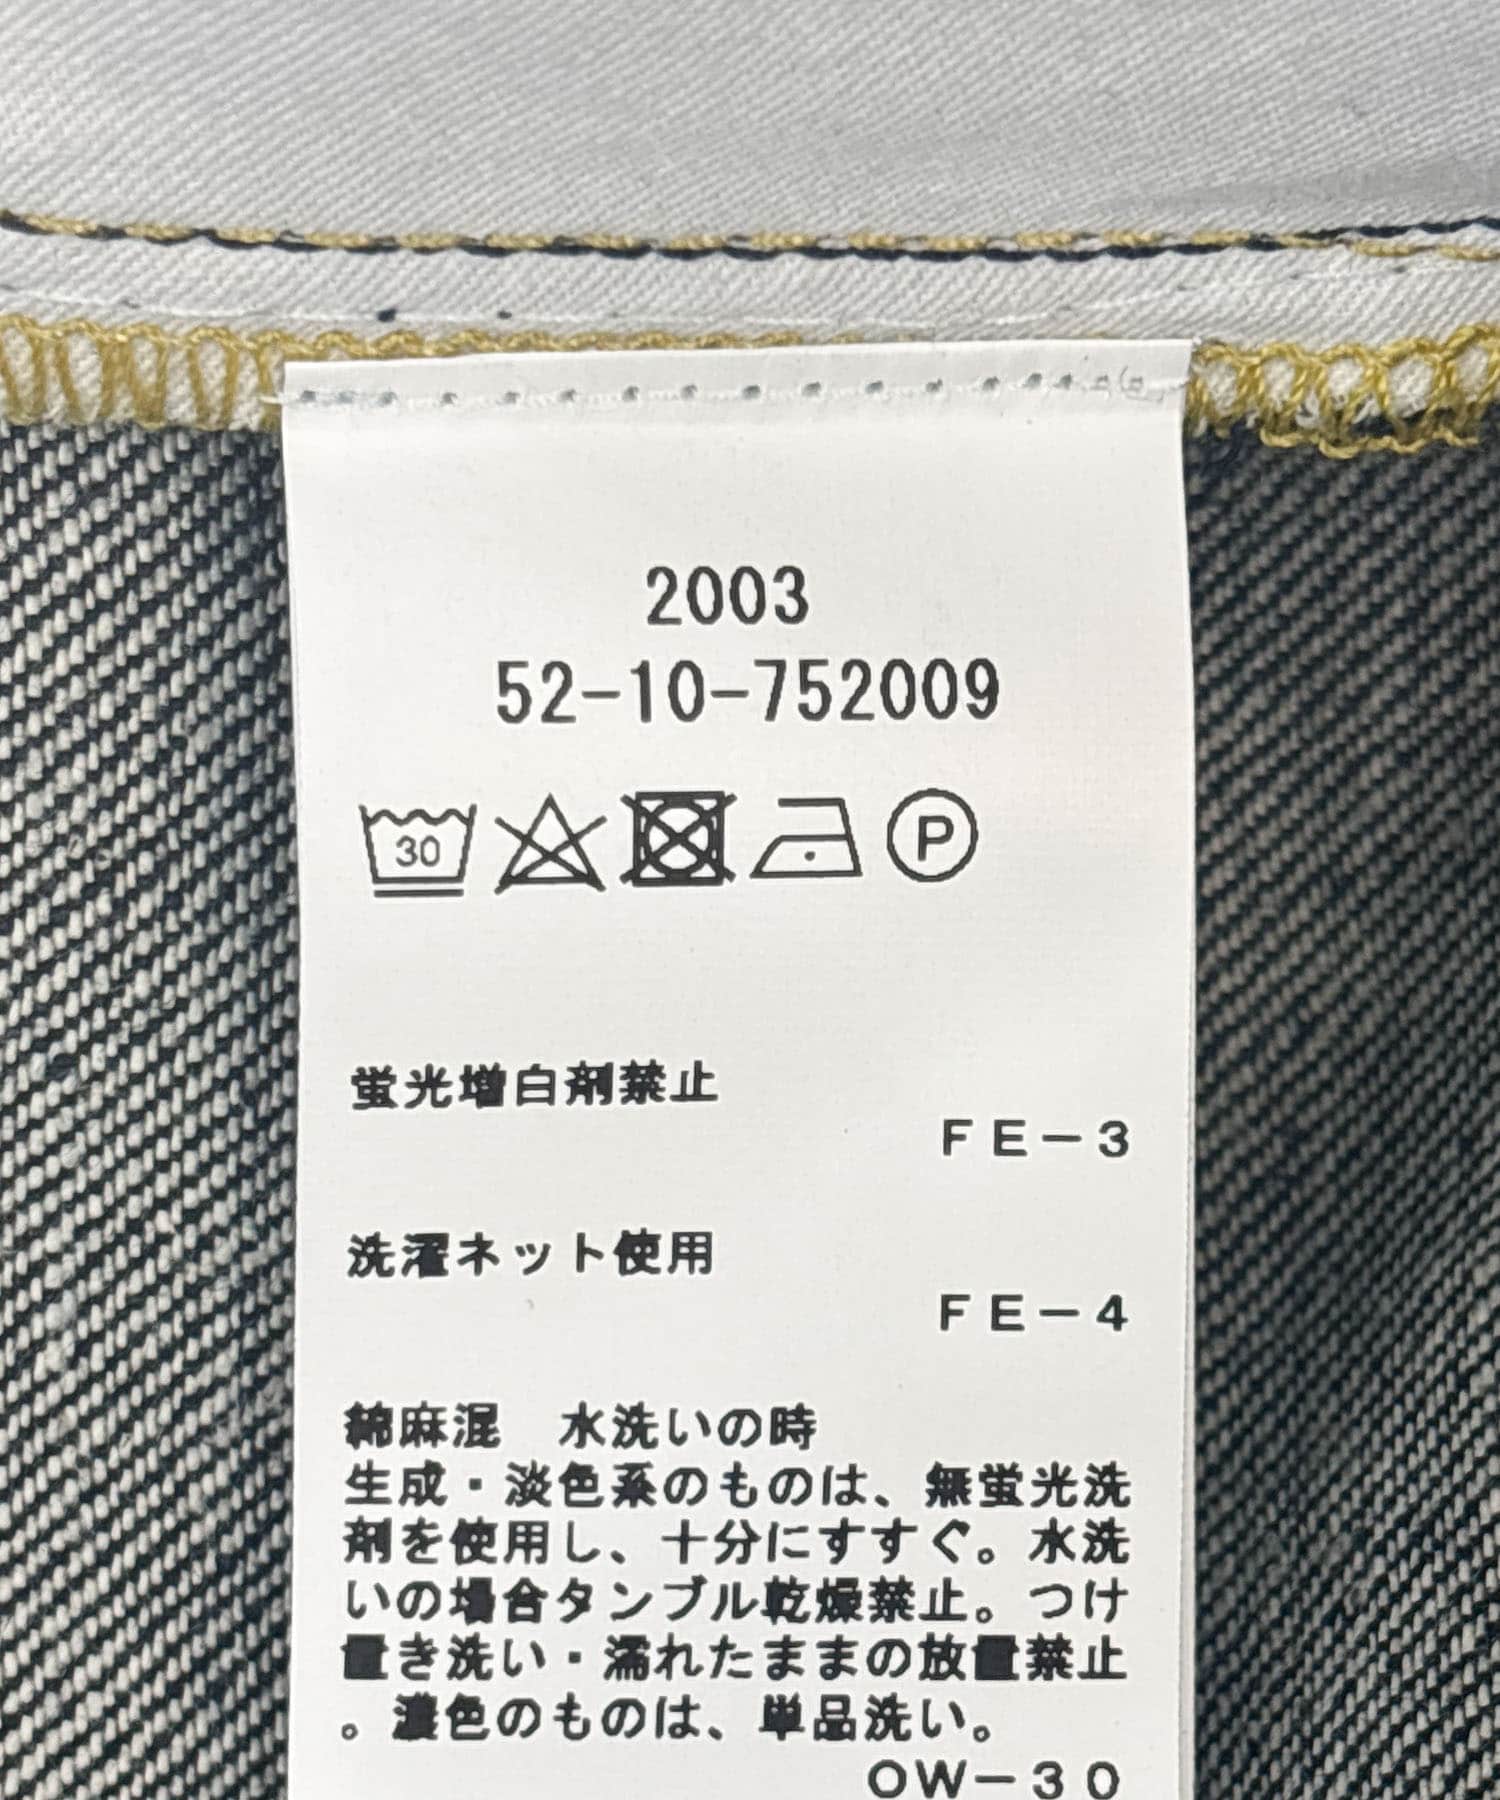 2003
52-10-752009
30 P
蛍光増白剤禁止
FE-3
洗濯ネット使用
FE-4
綿麻混　水洗いの時
生成・淡色系のものは、無蛍光洗
剤を使用し、十分にすすぐ。水洗
いの場合タンブル乾燥禁止。つけ
置き洗い・濡れたままの放置禁止
。濃色のものは、単品洗い。
OW-30